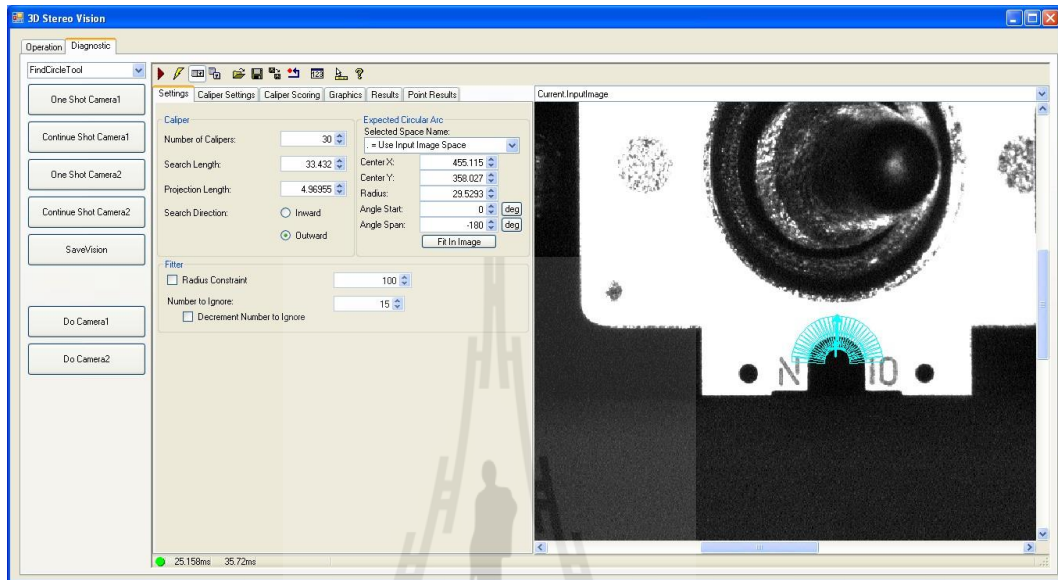 3D Stereo Vision
Operation Diagnostic
FindCircleTool
One Shot Camera1
Continue Shot Camera1
One Shot Camera2
Continue Shot Camera2
SaveVision
Do Camera1
Do Camera2
Settings Caliper Settings Caliper Scoring Graphics Results Point Results
Caliper
Number of Calipers: 30
Search Length: 33.432
Projection Length: 4.96955
Search Direction: Inward
Outward
Expected Circular Arc
Selected Space Name:
. = Use Input Image Space
Center X: 455.115
Center Y: 358.027
Radius: 29.5293
Angle Start: 0 deg
Angle Span: -180 deg
Fit In Image
Fitter
Radius Constraint 100
Number to Ignore: 15
Decrement Number to Ignore
Current.InputImage
N 10
25.158ms 35.72ms